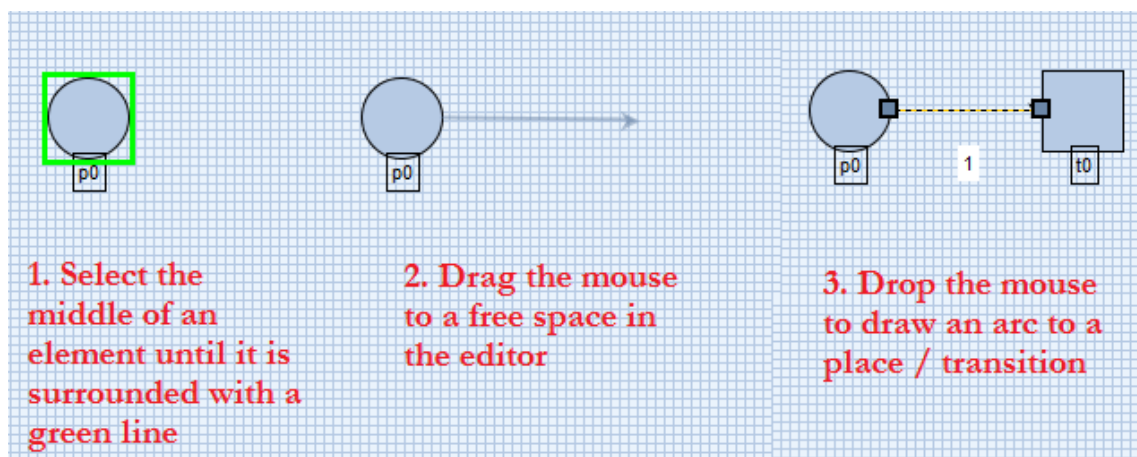 p0
p0
p0
1
t0
1. Select the
middle of an
element until it is
surrounded with a
green line
2. Drag the mouse
to a free space in
the editor
3. Drop the mouse
to draw an arc to a
place / transition